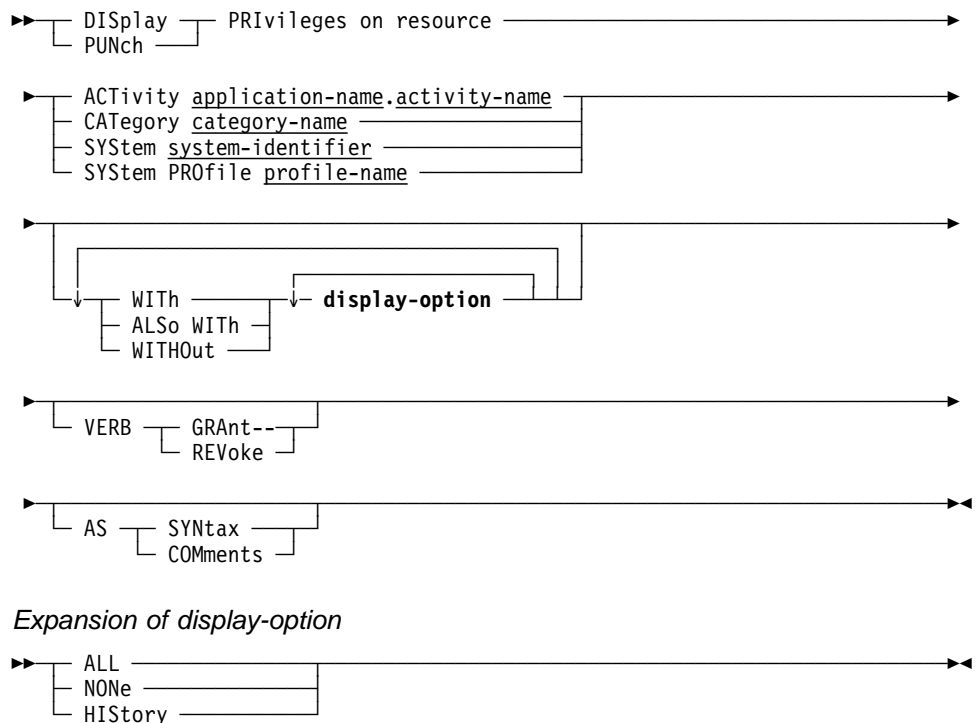 DISplay PRIvileges on resource
PUNch
ACTivity application-name.activity-name
CATegory category-name
SYStem system-identifier
SYStem PROfile profile-name
WITh display-option
ALSo WITh
WITHOut
VERB GRAnt--
REVoke
AS SYNtax
COMments
Expansion of display-option
ALL
NONe
HIStory